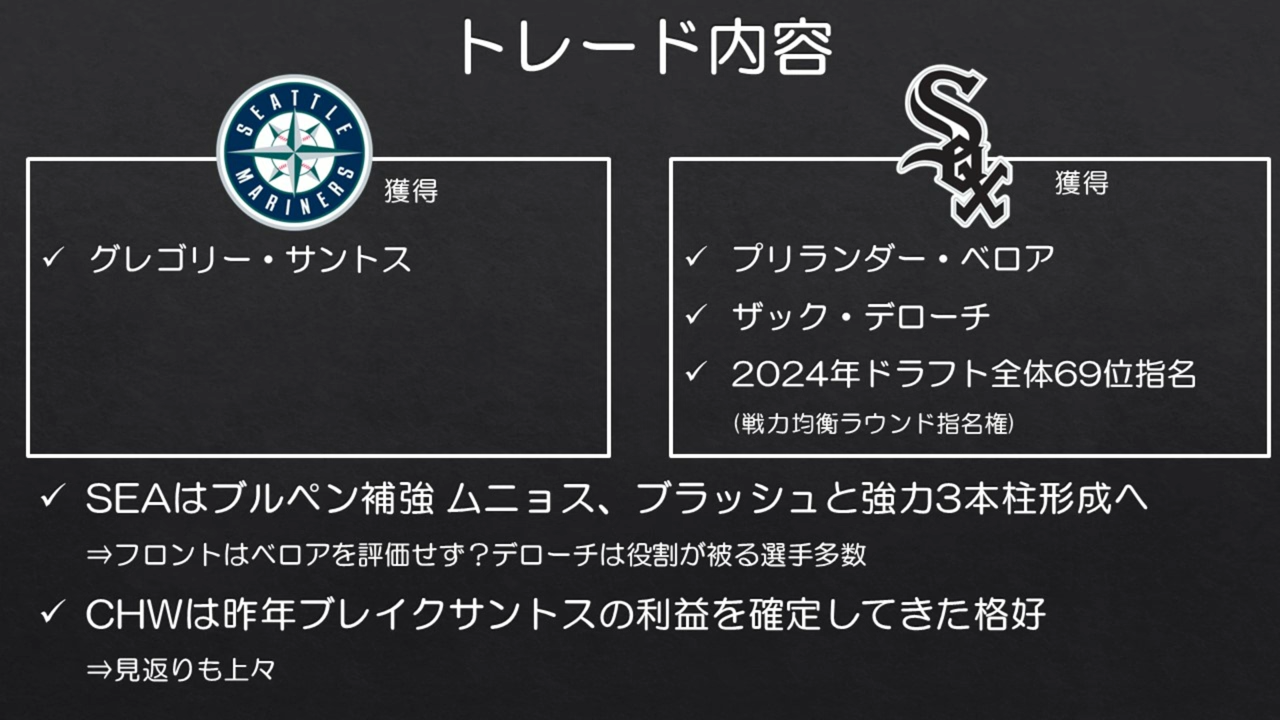 トレード内容
SEATTLE
MARINERS
獲得
✓ グレゴリー・サントス
Sox
獲得
✓ プリランダー・ベロア
✓ ザック・デローチ
✓ 2024年ドラフト全体69位指名
(戦力均衡ラウンド指名権)
✓ SEAはブルペン補強 ムニョス、ブラッシュと強力3本柱形成へ
⇒フロントはベロアを評価せず?デローチは役割が被る選手多数
✓ CHWは昨年ブレイクサントスの利益を確定してきた格好
⇒見返りも上々